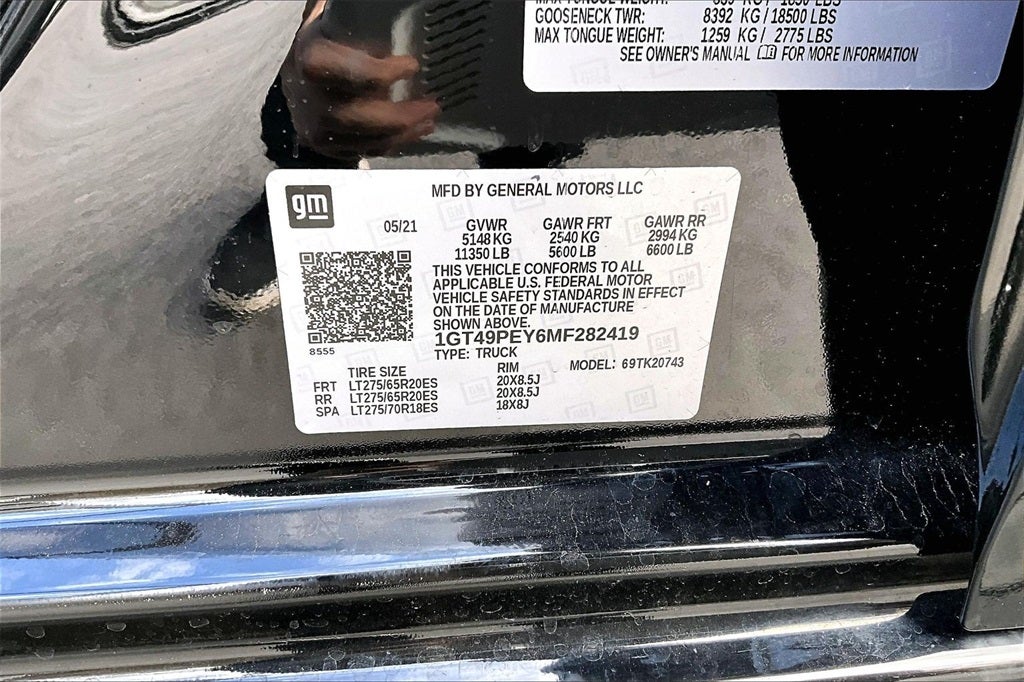 GOOSENECK TWR: 8392 KG / 18500 LBS
MAX TONGUE WEIGHT: 1259 KG / 2775 LBS
SEE OWNER'S MANUAL FOR MORE INFORMATION
gm
MFD BY GENERAL MOTORS LLC
05/21 GVWR GAWR FRT GAWR RR
5148 KG 2540 KG 2994 KG
11350 LB 5600 LB 6600 LB
THIS VEHICLE CONFORMS TO ALL
APPLICABLE U.S. FEDERAL MOTOR
VEHICLE SAFETY STANDARDS IN EFFECT
ON THE DATE OF MANUFACTURE
SHOWN ABOVE.
8555
1GT49PEY6MF282419
TYPE: TRUCK
MODEL: 69TK20743
TIRE SIZE RIM
FRT LT275/65R20ES 20X8.5J
RR LT275/65R20ES 20X8.5J
SPA LT275/70R18ES 18X8J